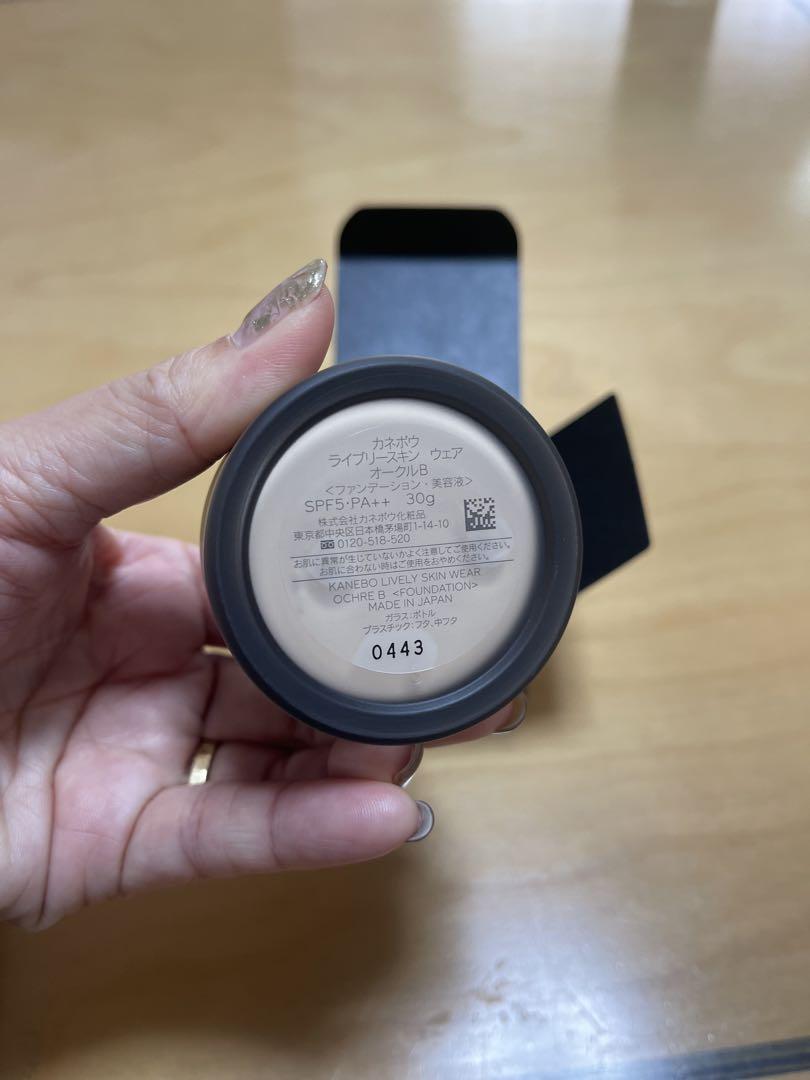 カネボウ
ライブリースキン ウェア
オークルB
<ファンデーション・美容液>
SPF5・PA++ 30g
株式会社カネボウ化粧品
東京都中央区日本橋茅場町1-14-10
0120-518-520
お肌に異常が生じていないかよく注意してご使用ください。
お肌に合わない時はご使用をおやめください。
KANEBO LIVELY SKIN WEAR
OCHRE B <FOUNDATION>
MADE IN JAPAN
ガラス：ボトル
プラスチック：フタ、中フタ
0443